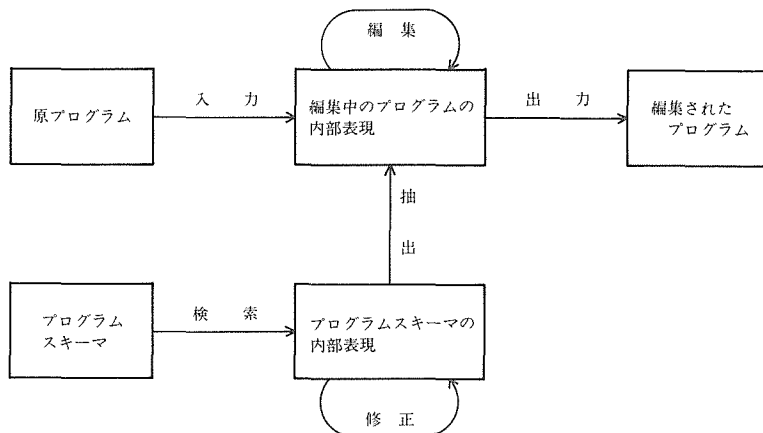 編集
原プログラム
入力
編集中のプログラムの
内部表現
出力
編集された
プログラム
抽出
プログラム
スキーマ
検索
プログラムスキーマの
内部表現
修正